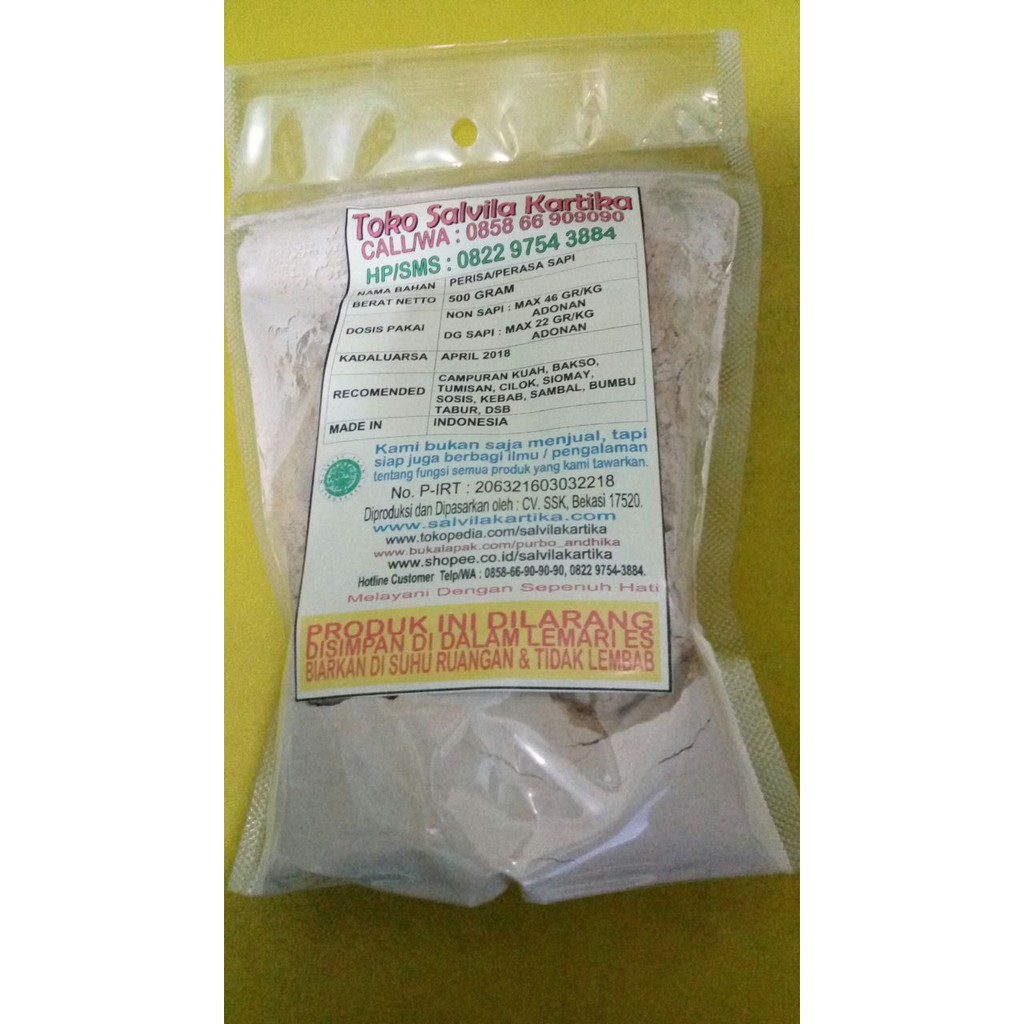 Toko Salvila Kartika
CALL/WA : 0858 66 909090
HP/SMS : 0822 9754 3884
NAMA BAHAN PERISA/PERASA SAPI
BERAT NETTO 500 GRAM
DOSIS PAKAI NON SAPI : MAX 46 GR/KG
ADONAN
DG SAPI : MAX 22 GR/KG
ADONAN
KADALUARSA APRIL 2018
RECOMENDED CAMPURAN KUAH, BAKSO,
TUMISAN, CILOK, SIOMAY,
SOSIS, KEBAB, SAMBAL, BUMBU
TABUR, DSB
MADE IN INDONESIA
Kami bukan saja menjual, tapi
siap juga berbagi ilmu / pengalaman
tentang fungsi semua produk yang kami tawarkan.
No. P-IRT : 206321603032218
Diproduksi dan Dipasarkan oleh : CV. SSK, Bekasi 17520.
www.salvilakartika.com
www.tokopedia.com/salvilakartika
www.bukalapak.com/purbo_andhika
www.shopee.co.id/salvilakartika
Hotline Customer Telp/WA : 0858-66-90-90-90, 0822 9754-3884.
Melayani Dengan Sepenuh Hati
PRODUK INI DILARANG
DISIMPAN DI DALAM LEMARI ES
BIARKAN DI SUHU RUANGAN & TIDAK LEMBAB